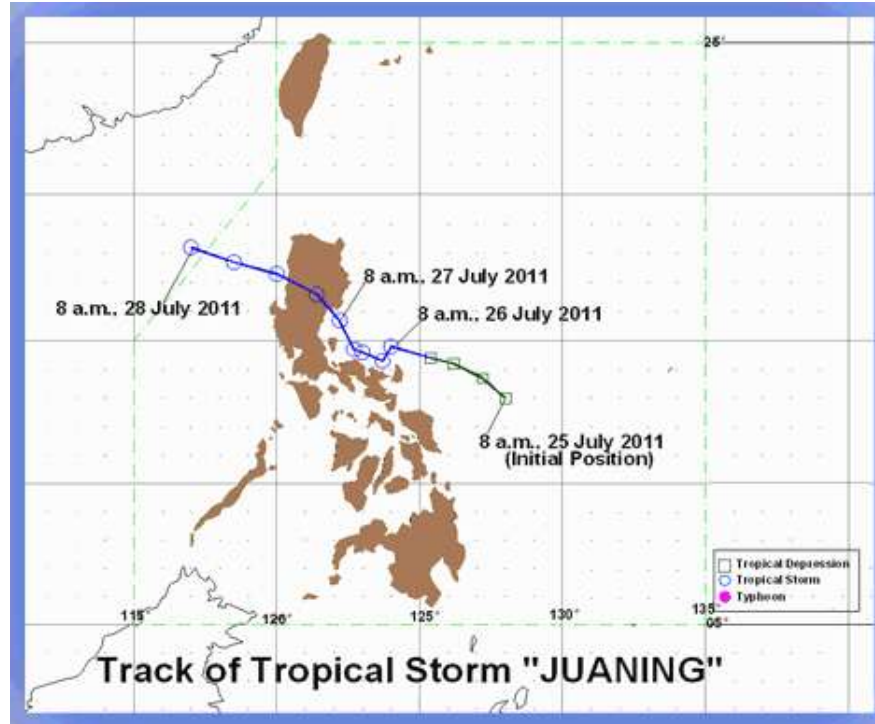 25°
8 a.m., 27 July 2011
8 a.m., 28 July 2011
8 a.m., 26 July 2011
8 a.m., 25 July 2011
(Initial Position)
Tropical Depression
Tropical Storm
Typhoon
115°
120°
125°
130°
135°
05°
Track of Tropical Storm "JUANING"